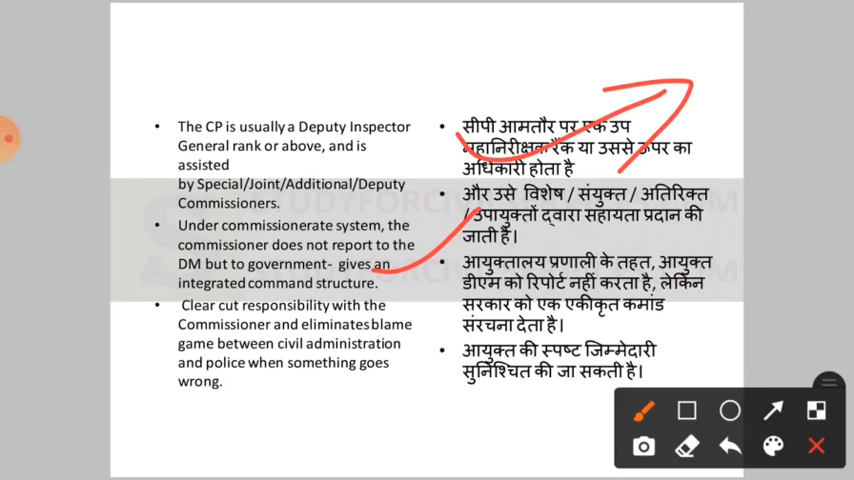 The CP is usually a Deputy Inspector
General rank or above, and is
assisted
by Special/Joint/Additional/Deputy
Commissioners.
Under commissionerate system, the
commissioner does not report to the
DM but to government- gives an
integrated command structure.
Clear cut responsibility with the
Commissioner and eliminates blame
game between civil administration
and police when something goes
wrong.
सीपी आमतौर पर एक उप
महानिरीक्षक रैंक या उससे ऊपर का
अधिकारी होता है
और उसे विशेष / संयुक्त / अतिरिक्त
/ उपायुक्तों द्वारा सहायता प्रदान की
जाती है।
आयुक्तालय प्रणाली के तहत, आयुक्त
डीएम को रिपोर्ट नहीं करता है, लेकिन
सरकार को एक एकीकृत कमांड
संरचना देता है।
आयुक्त की स्पष्ट जिम्मेदारी
सुनिश्चित की जा सकती है।